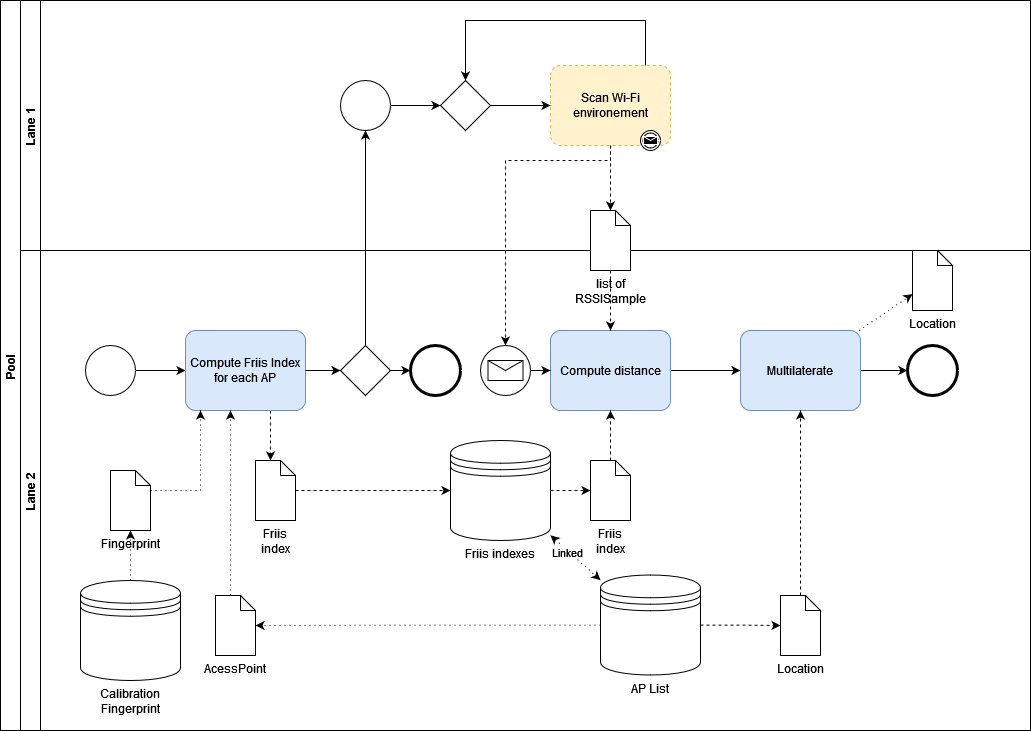 Pool
Lane 1
Scan Wi-Fi
environement
list of
RSSISample
Lane 2
Location
Compute Friis Index
for each AP
Compute distance
Multilaterate
Fingerprint
Friis
index
Friis indexes
Friis
index
Linked
Calibration
Fingerprint
AcessPoint
AP List
Location